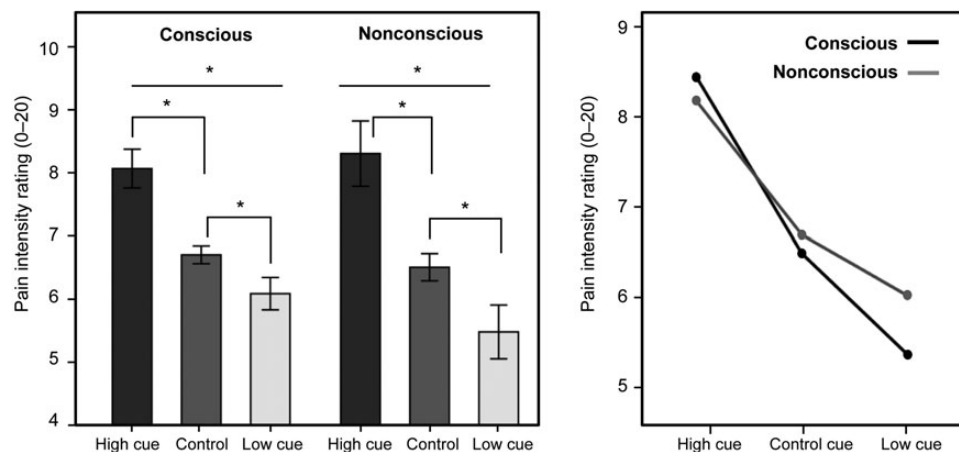 Conscious
Nonconscious
Pain intensity rating (0–20)
10
9
8
7
6
5
4
*
*
*
*
*
*
High cue
Control
Low cue
High cue
Control
Low cue
Pain intensity rating (0–20)
9
8
7
6
5
Conscious
Nonconscious
High cue
Control cue
Low cue